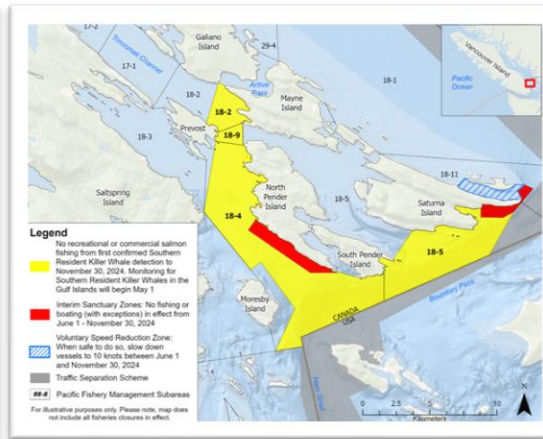 17-2
Trincomali Channel
Galiano
Island
29-4
17-1
18-2
Active
Pass
18-1
Mayne
Island
18-2
Prevost
18-9
18-3
Saltspring
Island
18-4
North
Pender
Island
18-5
18-11
Saturna
Island
South Pender
Island
18-5
Moresby
Island
Boundary Pass
CANADA
USA
Haro Strait
Vancouver Island
Pacific
Ocean
Legend
No recreational or commercial salmon
fishing from first confirmed Southern
Resident Killer Whale detection to
November 30, 2024. Monitoring for
Southern Resident Killer Whales in the
Gulf Islands will begin May 1
Interim Sanctuary Zones: No fishing or
boating (with exceptions) in effect from
June 1 - November 30, 2024
Voluntary Speed Reduction Zone:
When safe to do so, slow down
vessels to 10 knots between June 1
and November 30, 2024
Traffic Separation Scheme
Pacific Fishery Management Subareas
For illustrative purposes only. Please note, map does
not include all fisheries closures in effect.
N
0 2.5 5 10
Kilometers